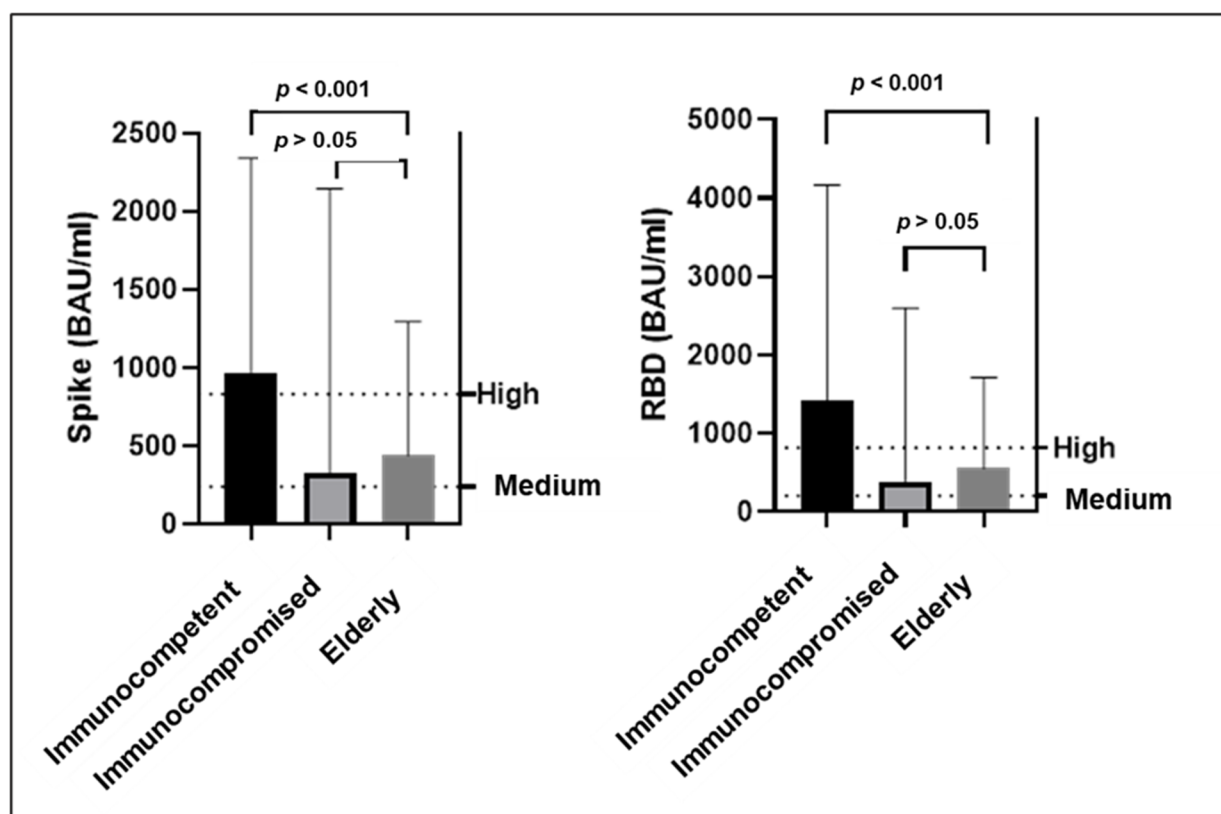 p < 0.001
p > 0.05
2500
2000
1500
1000
500
0
Spike (BAU/ml)
High
Medium
Immunocompetent
Immunocompromised
Elderly
p < 0.001
p > 0.05
5000
4000
3000
2000
1000
0
RBD (BAU/ml)
High
Medium
Immunocompetent
Immunocompromised
Elderly